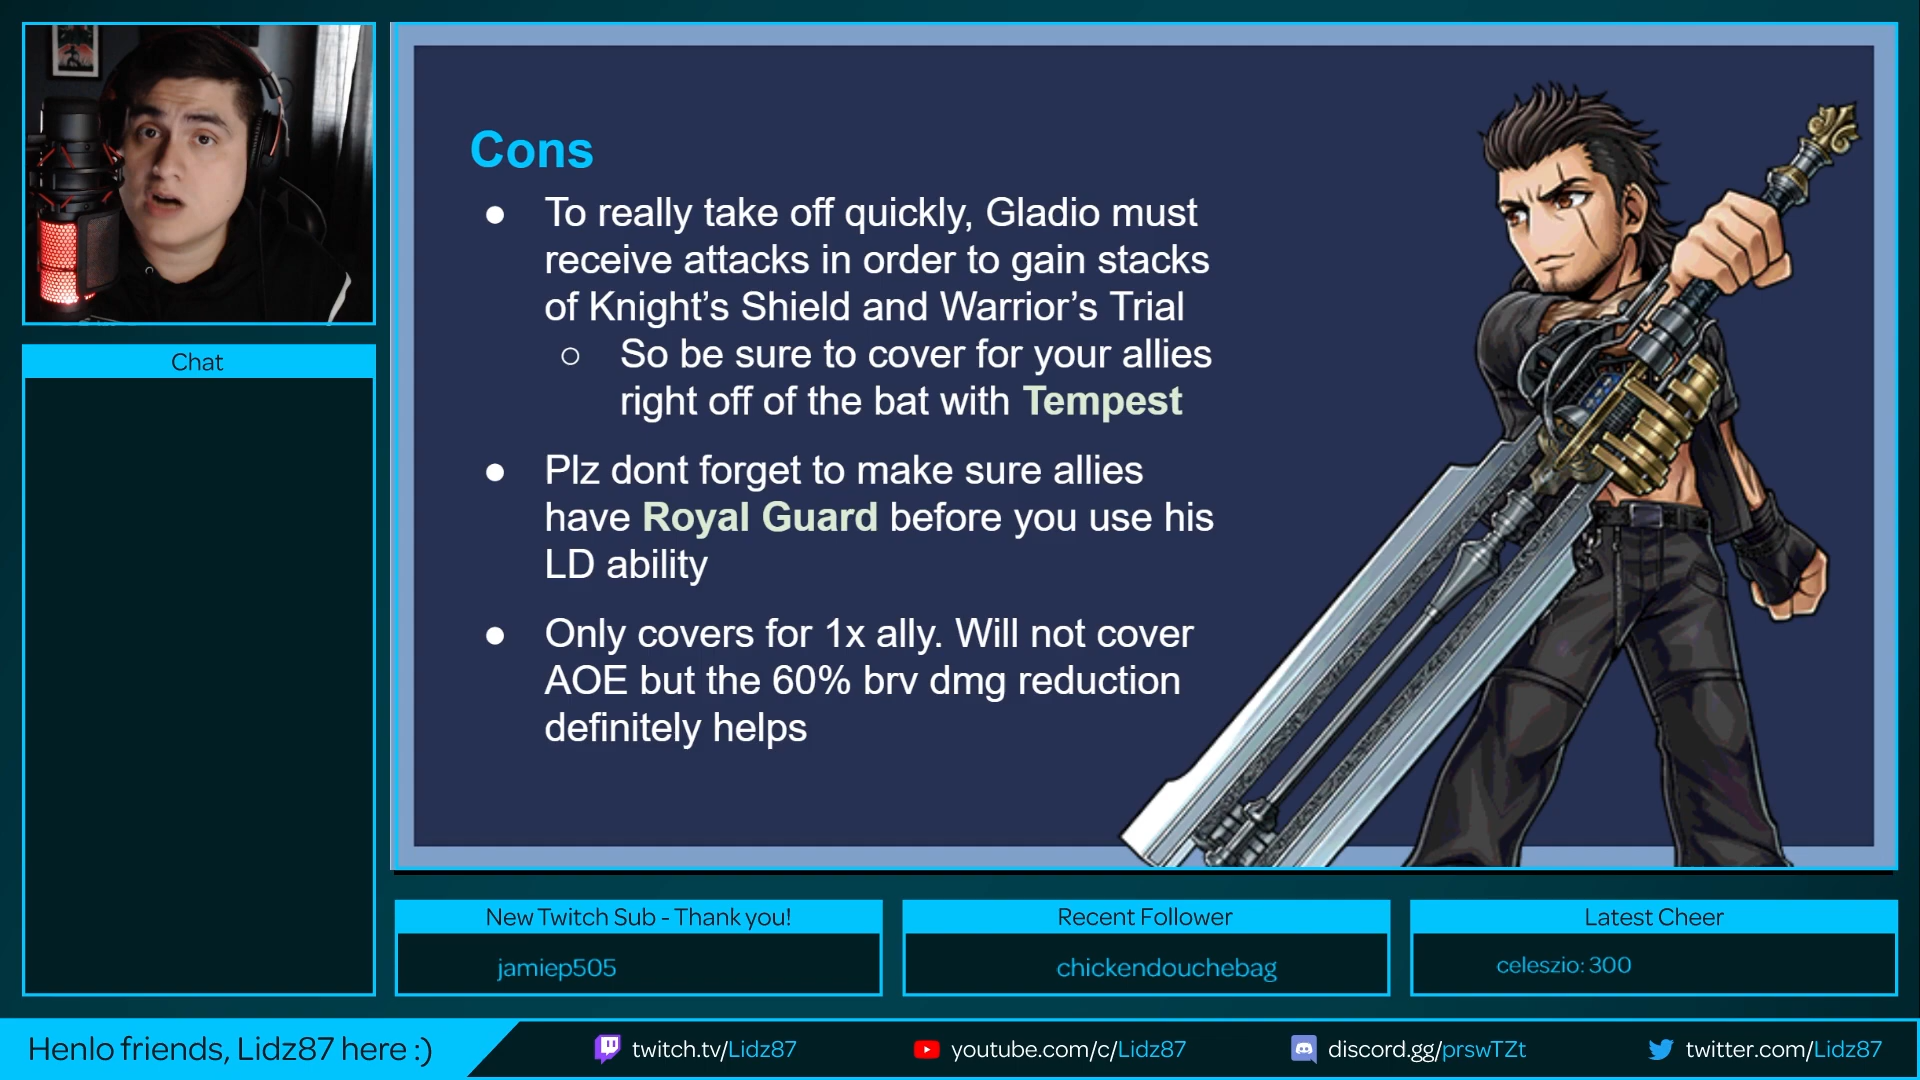 Cons
● To really take off quickly, Gladio must
receive attacks in order to gain stacks
of Knight’s Shield and Warrior’s Trial
○ So be sure to cover for your allies
right off of the bat with Tempest
● Plz dont forget to make sure allies
have Royal Guard before you use his
LD ability
● Only covers for 1x ally. Will not cover
AOE but the 60% brv dmg reduction
definitely helps
Chat
New Twitch Sub - Thank you!
jamiep505
Recent Follower
chickendouchebag
Latest Cheer
celeszio: 300
Henlo friends, Lidz87 here :)
twitch.tv/Lidz87
youtube.com/c/Lidz87
discord.gg/prswTZt
twitter.com/Lidz87